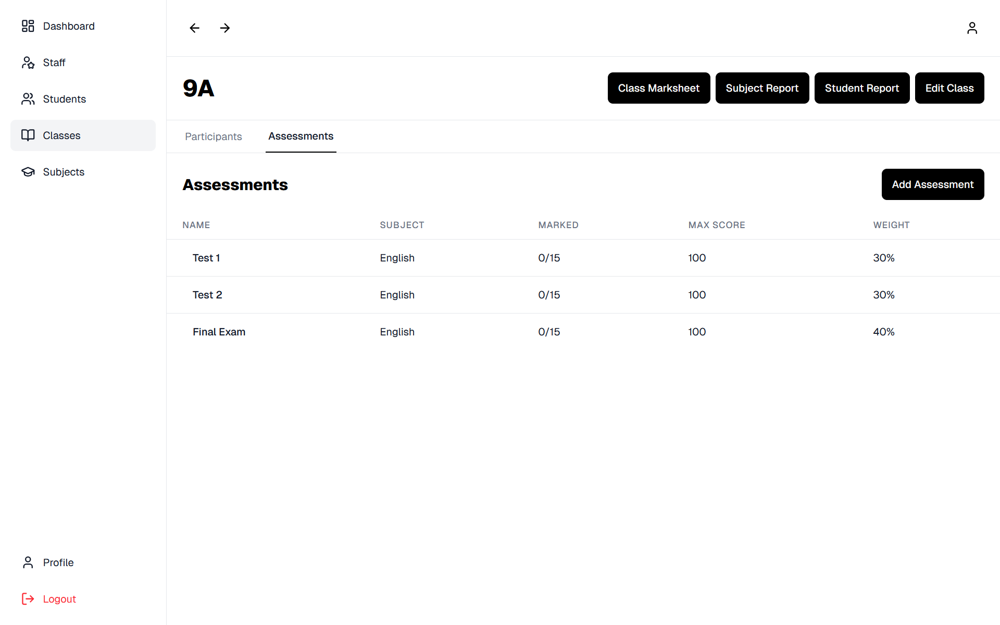 Dashboard
Staff
Students
Classes
Subjects
Profile
Logout
9A
Class Marksheet
Subject Report
Student Report
Edit Class
Participants
Assessments
Assessments
Add Assessment
NAME SUBJECT MARKED MAX SCORE WEIGHT
Test 1 English 0/15 100 30%
Test 2 English 0/15 100 30%
Final Exam English 0/15 100 40%